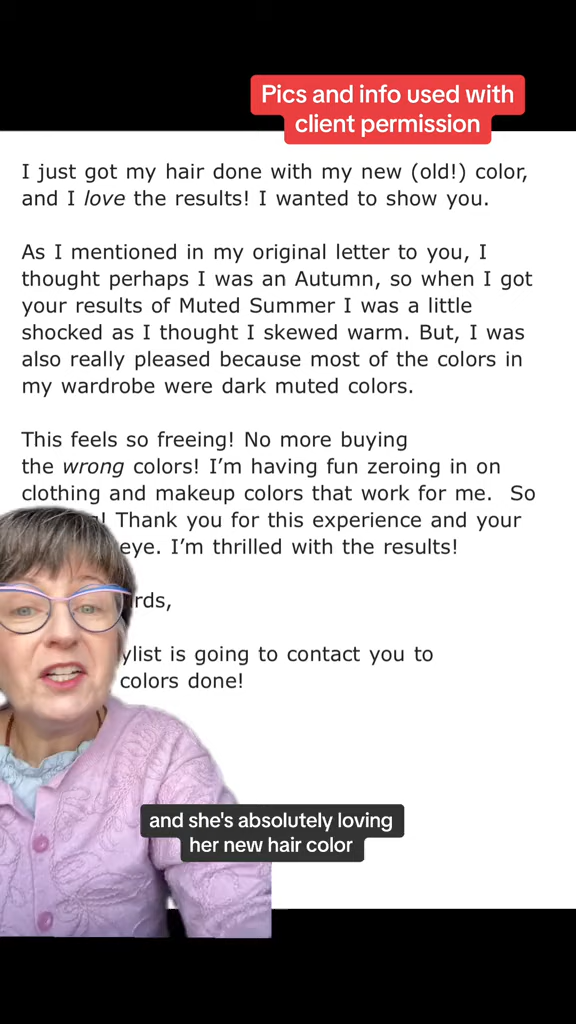 Pics and info used with
client permission
I just got my hair done with my new (old!) color,
and I love the results! I wanted to show you.
As I mentioned in my original letter to you, I
thought perhaps I was an Autumn, so when I got
your results of Muted Summer I was a little
shocked as I thought I skewed warm. But, I was
also really pleased because most of the colors in
my wardrobe were dark muted colors.
This feels so freeing! No more buying
the wrong colors! I'm having fun zeroing in on
clothing and makeup colors that work for me. So
Thank you for this experience and your
eye. I'm thrilled with the results!
is going to contact you to
colors done!
and she's absolutely loving
her new hair color